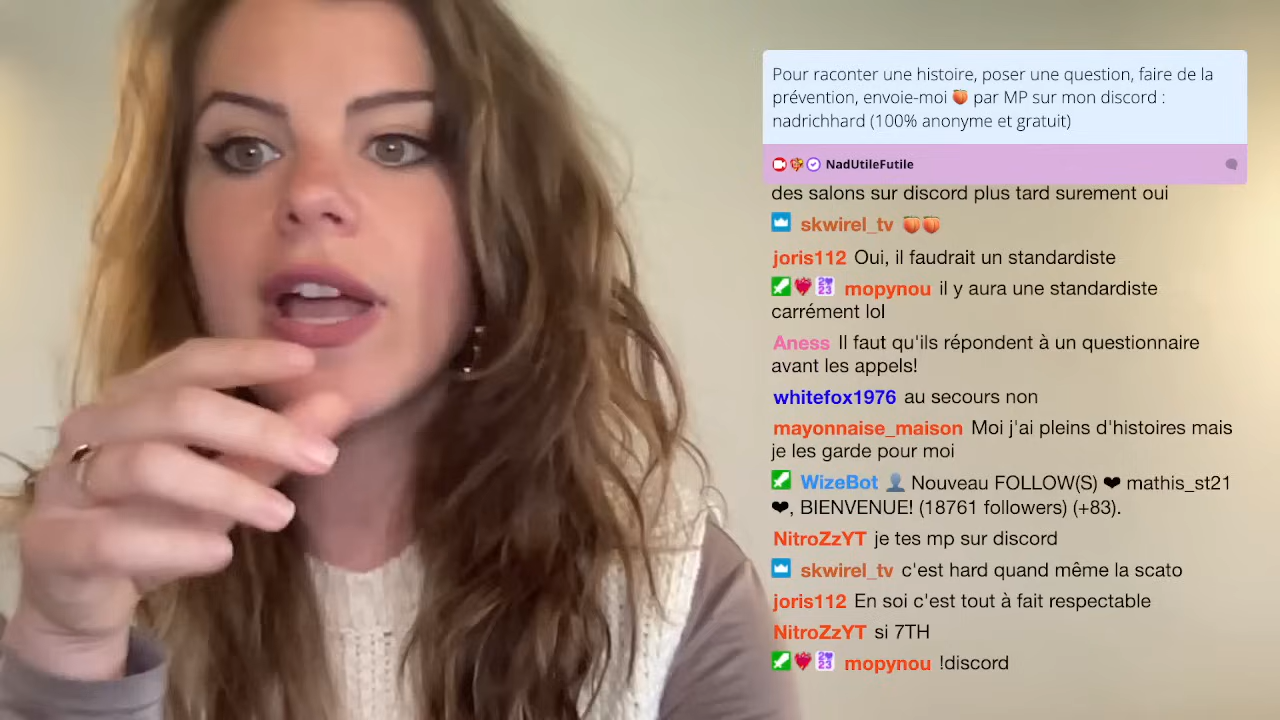 Pour raconter une histoire, poser une question, faire de la
prévention, envoie-moi 🍑 par MP sur mon discord :
nadrichhard (100% anonyme et gratuit)
NadUtileFutile
des salons sur discord plus tard surement oui
skwirel_tv 🍑🍑
joris112 Oui, il faudrait un standardiste
mopynou il y aura une standardiste
carrément lol
Aness Il faut qu'ils répondent à un questionnaire
avant les appels!
whitefox1976 au secours non
mayonnaise_maison Moi j'ai pleins d'histoires mais
je les garde pour moi
WizeBot 👤 Nouveau FOLLOW(S) ❤ mathis_st21
❤, BIENVENUE! (18761 followers) (+83).
NitroZzYT je tes mp sur discord
skwirel_tv c'est hard quand même la scato
joris112 En soi c'est tout à fait respectable
NitroZzYT si 7TH
mopynou !discord